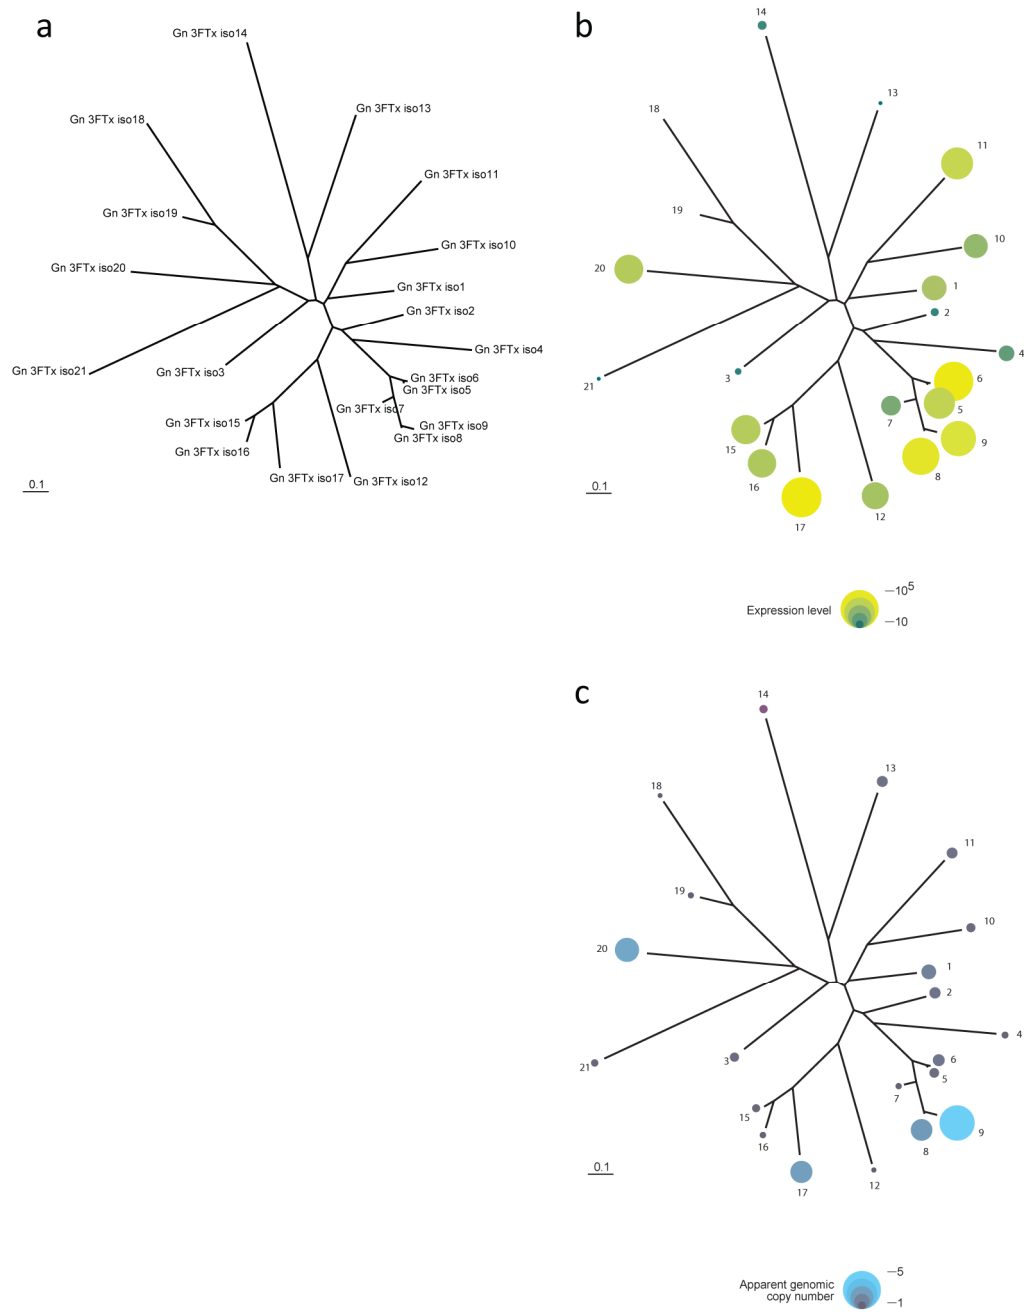 a
Gn 3FTx iso14
Gn 3FTx iso13
Gn 3FTx iso18
Gn 3FTx iso11
Gn 3FTx iso19
Gn 3FTx iso10
Gn 3FTx iso20
Gn 3FTx iso1
Gn 3FTx iso2
Gn 3FTx iso4
Gn 3FTx iso21
Gn 3FTx iso3
Gn 3FTx iso6
Gn 3FTx iso5
Gn 3FTx iso7
Gn 3FTx iso15
Gn 3FTx iso9
Gn 3FTx iso8
Gn 3FTx iso16
Gn 3FTx iso17
Gn 3FTx iso12
0.1
b
14
13
18
11
19
10
20
1
2
4
3
21
6
5
7
9
15
8
16
12
17
0.1
Expression level
–10⁵
–10
c
14
13
18
11
19
10
20
1
2
4
3
6
21
5
7
15
9
16
8
12
17
0.1
Apparent genomic
copy number
–5
–1